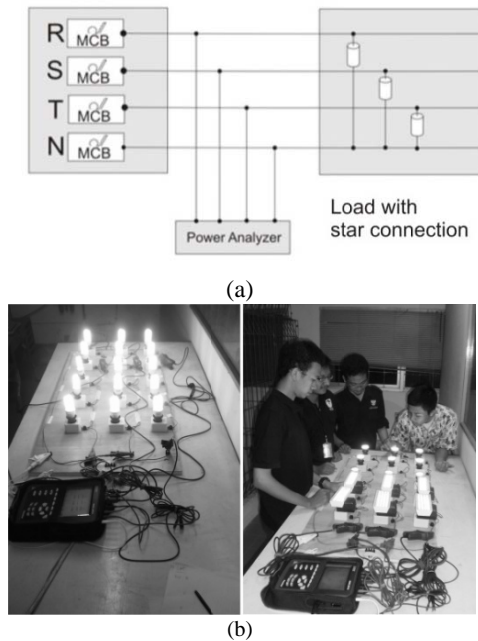 R MCB
S MCB
T MCB
N MCB
Power Analyzer
Load with
star connection
(a)
(b)